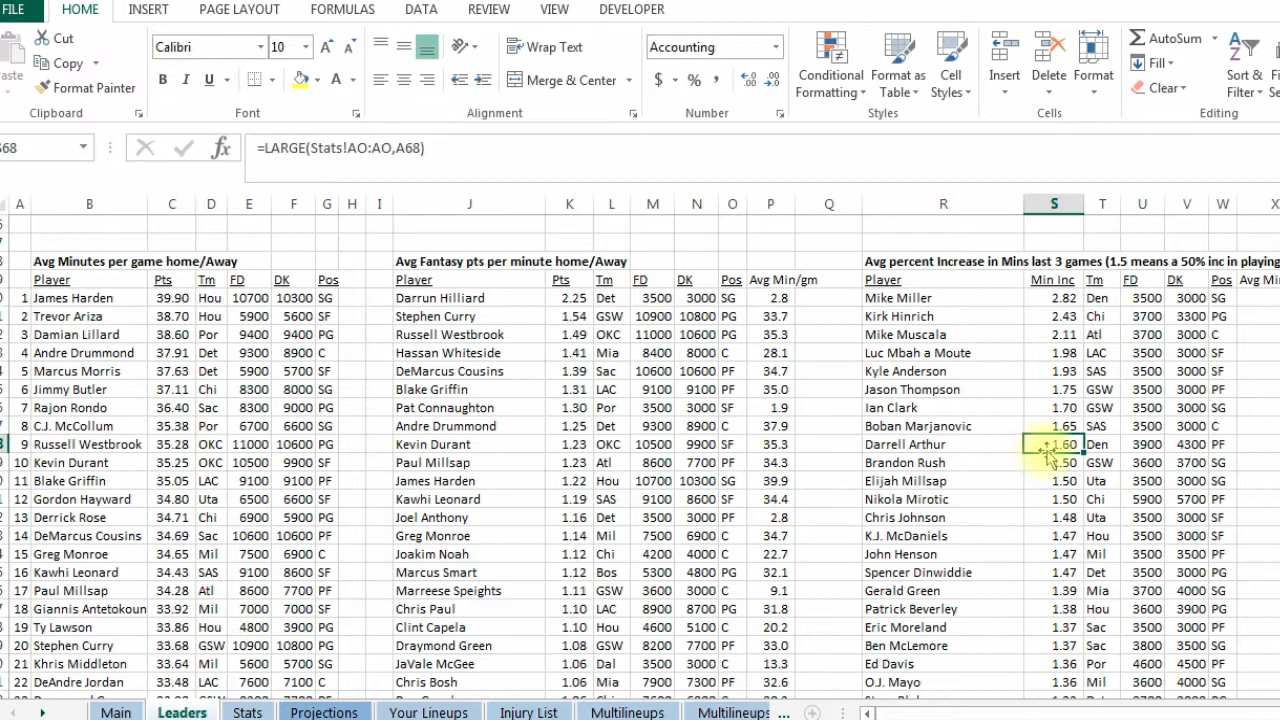 FILE HOME INSERT PAGE LAYOUT FORMULAS DATA REVIEW VIEW DEVELOPER
Cut
Copy
Format Painter
Clipboard
Calibri 10
B I U
Font
Wrap Text
Merge & Center
Alignment
Accounting
$ % ,
Number
Conditional Formatting
Format as Table
Cell Styles
Styles
Insert Delete Format
Cells
AutoSum
Fill
Clear
Sort & Filter
Editing
S68 fx =LARGE(Stats!AO:AO,A68)
A B C D E F G H I J K L M N O P Q R S T U V W X
Avg Minutes per game home/Away Avg Fantasy pts per minute home/Away Avg percent Increase in Mins last 3 games (1.5 means a 50% inc in playing
Player Pts Tm FD DK Pos Player Pts Tm FD DK Pos Avg Min/gm Player Min Inc Tm FD DK Pos
1 James Harden 39.90 Hou 10700 10300 SG Darrun Hilliard 2.25 Det 3500 3000 SG 2.8 Mike Miller 2.82 Den 3500 3000 SG
2 Trevor Ariza 38.70 Hou 5900 5600 SF Stephen Curry 1.54 GSW 10900 10800 PG 33.7 Kirk Hinrich 2.43 Chi 3700 3300 PG
3 Damian Lillard 38.60 Por 9400 9400 PG Russell Westbrook 1.49 OKC 11000 10600 PG 35.3 Mike Muscala 2.11 Atl 3700 3000 C
4 Andre Drummond 37.91 Det 9300 8900 C Hassan Whiteside 1.41 Mia 8400 8000 C 28.1 Luc Mbah a Moute 1.98 LAC 3500 3000 SF
5 Marcus Morris 37.63 Det 5900 5700 SF DeMarcus Cousins 1.39 Sac 10600 10600 PF 34.7 Kyle Anderson 1.93 SAS 3500 3000 SF
6 Jimmy Butler 37.11 Chi 8300 8000 SG Blake Griffin 1.31 LAC 9100 9100 PF 35.0 Jason Thompson 1.75 GSW 3500 3000 PF
7 Rajon Rondo 36.40 Sac 8300 9000 PG Pat Connaughton 1.30 Por 3500 3000 SF 1.9 Ian Clark 1.70 GSW 3500 3000 SG
8 C.J. McCollum 35.38 Por 6700 6600 SG Andre Drummond 1.25 Det 9300 8900 C 37.9 Boban Marjanovic 1.65 SAS 3500 3000 C
9 Russell Westbrook 35.28 OKC 11000 10600 PG Kevin Durant 1.23 OKC 10500 9900 SF 35.3 Darrell Arthur 1.60 Den 3900 4300 PF
10 Kevin Durant 35.25 OKC 10500 9900 SF Paul Millsap 1.23 Atl 8600 7700 PF 34.3 Brandon Rush 1.50 GSW 3600 3700 SG
11 Blake Griffin 35.05 LAC 9100 9100 PF James Harden 1.22 Hou 10700 10300 SG 39.9 Elijah Millsap 1.50 Uta 3500 3000 SG
12 Gordon Hayward 34.80 Uta 6500 6600 SF Kawhi Leonard 1.19 SAS 9100 8600 SF 34.4 Nikola Mirotic 1.50 Chi 5900 5700 PF
13 Derrick Rose 34.71 Chi 6900 5900 PG Joel Anthony 1.16 Det 3500 3000 PF 2.8 Chris Johnson 1.48 Uta 3500 3000 SF
14 DeMarcus Cousins 34.69 Sac 10600 10600 PF Greg Monroe 1.14 Mil 7500 6900 C 34.7 K.J. McDaniels 1.47 Hou 3500 3000 SF
15 Greg Monroe 34.65 Mil 7500 6900 C Joakim Noah 1.12 Chi 4200 4000 C 22.7 John Henson 1.47 Mil 3500 3500 PF
16 Kawhi Leonard 34.43 SAS 9100 8600 SF Marcus Smart 1.12 Bos 5300 4800 PG 32.1 Spencer Dinwiddie 1.47 Det 3500 3000 PG
17 Paul Millsap 34.28 Atl 8600 7700 PF Marreese Speights 1.11 GSW 3600 3000 C 9.1 Gerald Green 1.39 Mia 3700 4000 SG
18 Giannis Antetokoun 33.92 Mil 7000 7000 SF Chris Paul 1.10 LAC 8900 8700 PG 31.8 Patrick Beverley 1.38 Hou 3600 3900 PG
19 Ty Lawson 33.86 Hou 4800 3900 PG Clint Capela 1.10 Hou 4600 5100 C 20.2 Eric Moreland 1.37 Sac 3500 3000 PF
20 Stephen Curry 33.68 GSW 10900 10800 PG Draymond Green 1.08 GSW 8200 7700 PF 33.0 Ben McLemore 1.37 Sac 3800 3500 SG
21 Khris Middleton 33.64 Mil 5600 5700 SG JaVale McGee 1.06 Dal 3500 3000 C 13.3 Ed Davis 1.36 Por 4600 4500 PF
22 DeAndre Jordan 33.48 LAC 7600 7100 C Chris Bosh 1.06 Mia 7900 7300 PF 32.6 O.J. Mayo 1.36 Mil 3500 3000 SG
Main Leaders Stats Projections Your Lineups Injury List Multilineups Multilineups ...